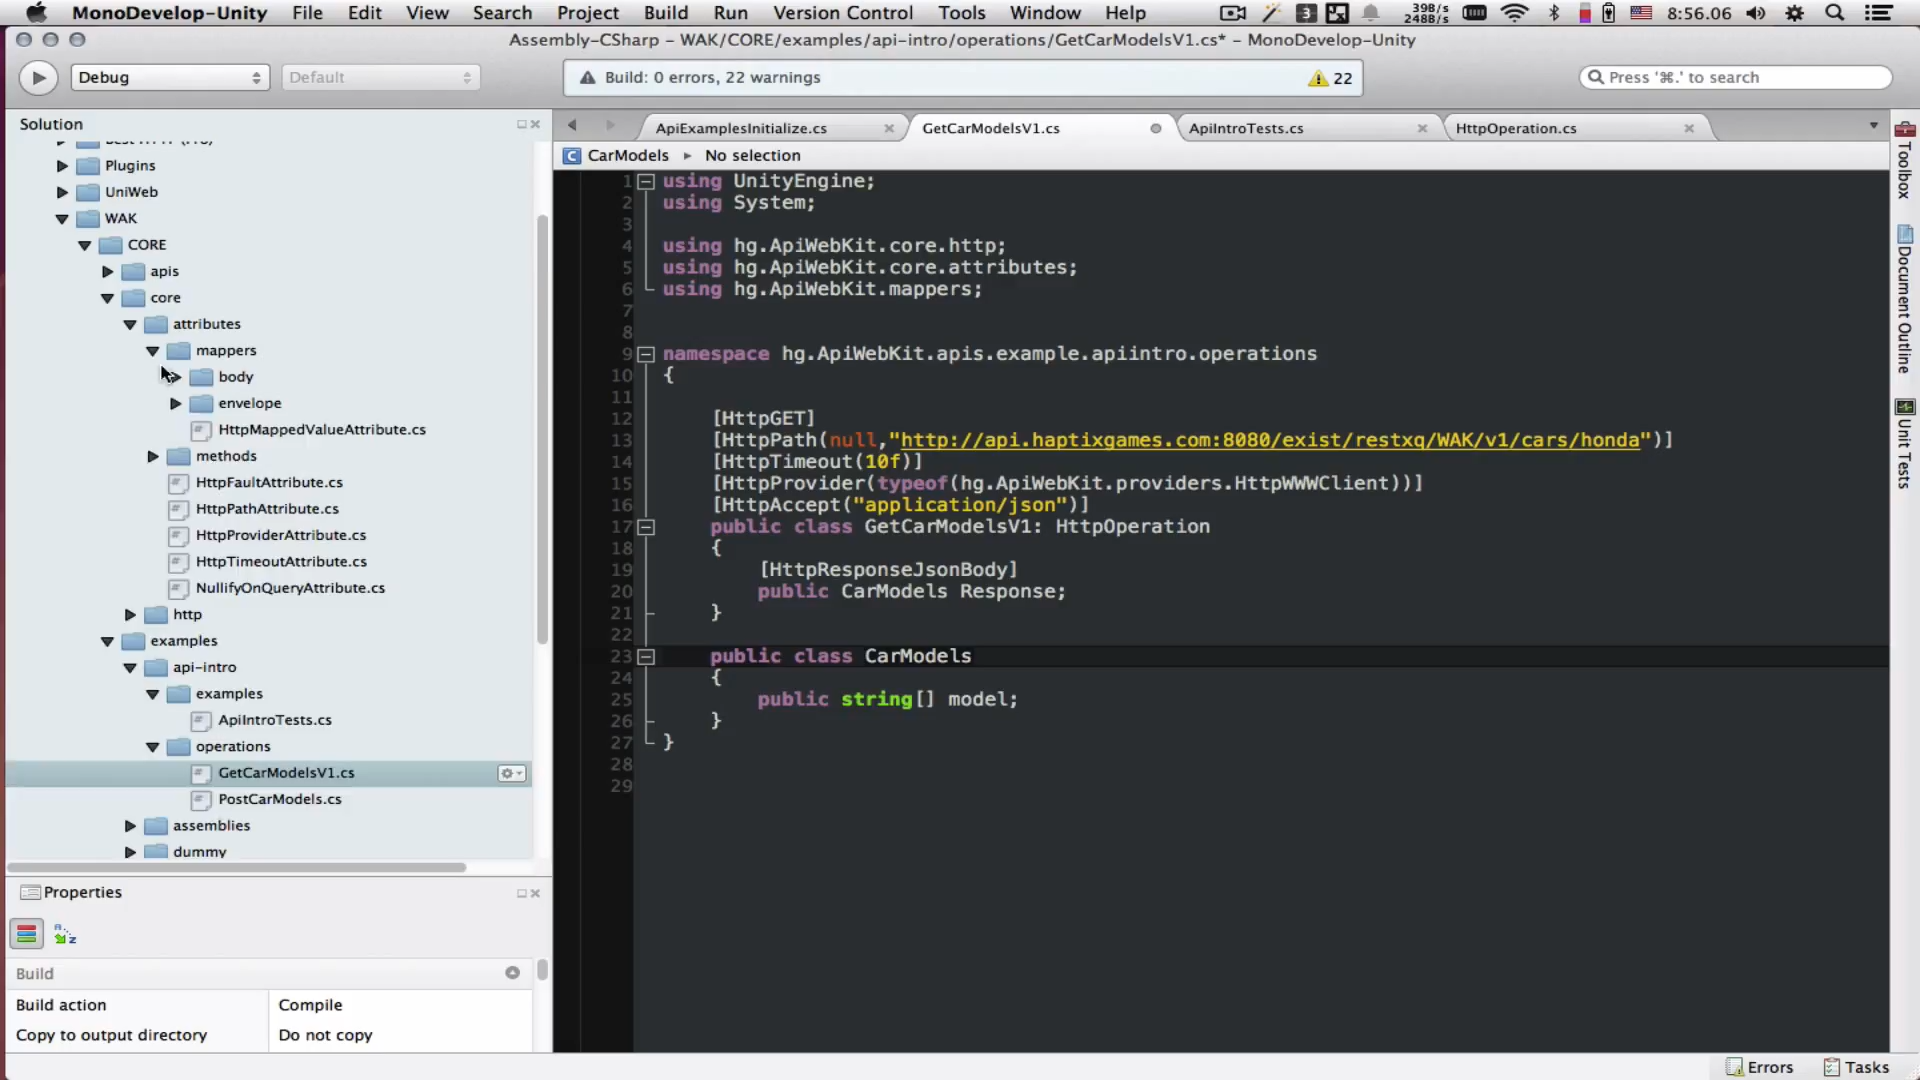 MonoDevelop-Unity File Edit View Search Project Build Run Version Control Tools Window Help 3 398B/s 248B/s 8:56.06
Assembly-CSharp - WAK/CORE/examples/api-intro/operations/GetCarModelsV1.cs* - MonoDevelop-Unity
Debug Default Build: 0 errors, 22 warnings 22 Press '⌘.' to search
Solution
Plugins
UniWeb
WAK
CORE
apis
core
attributes
mappers
body
envelope
HttpMappedValueAttribute.cs
methods
HttpFaultAttribute.cs
HttpPathAttribute.cs
HttpProviderAttribute.cs
HttpTimeoutAttribute.cs
NullifyOnQueryAttribute.cs
http
examples
api-intro
examples
ApiIntroTests.cs
operations
GetCarModelsV1.cs
PostCarModels.cs
assemblies
dummy
Properties
Build
Build action Compile
Copy to output directory Do not copy
ApiExamplesInitialize.cs GetCarModelsV1.cs ApiIntroTests.cs HttpOperation.cs
C CarModels No selection
1 using UnityEngine;
2 using System;
3
4 using hg.ApiWebKit.core.http;
5 using hg.ApiWebKit.core.attributes;
6 using hg.ApiWebKit.mappers;
7
8
9 namespace hg.ApiWebKit.apis.example.apiintro.operations
10 {
11
12 [HttpGET]
13 [HttpPath(null,"http://api.haptixgames.com:8080/exist/restxq/WAK/v1/cars/honda")]
14 [HttpTimeout(10f)]
15 [HttpProvider(typeof(hg.ApiWebKit.providers.HttpWWWClient))]
16 [HttpAccept("application/json")]
17 public class GetCarModelsV1: HttpOperation
18 {
19 [HttpResponseJsonBody]
20 public CarModels Response;
21 }
22
23 public class CarModels
24 {
25 public string[] model;
26 }
27 }
28
29
Toolbox
Document Outline
Unit Tests
Errors Tasks